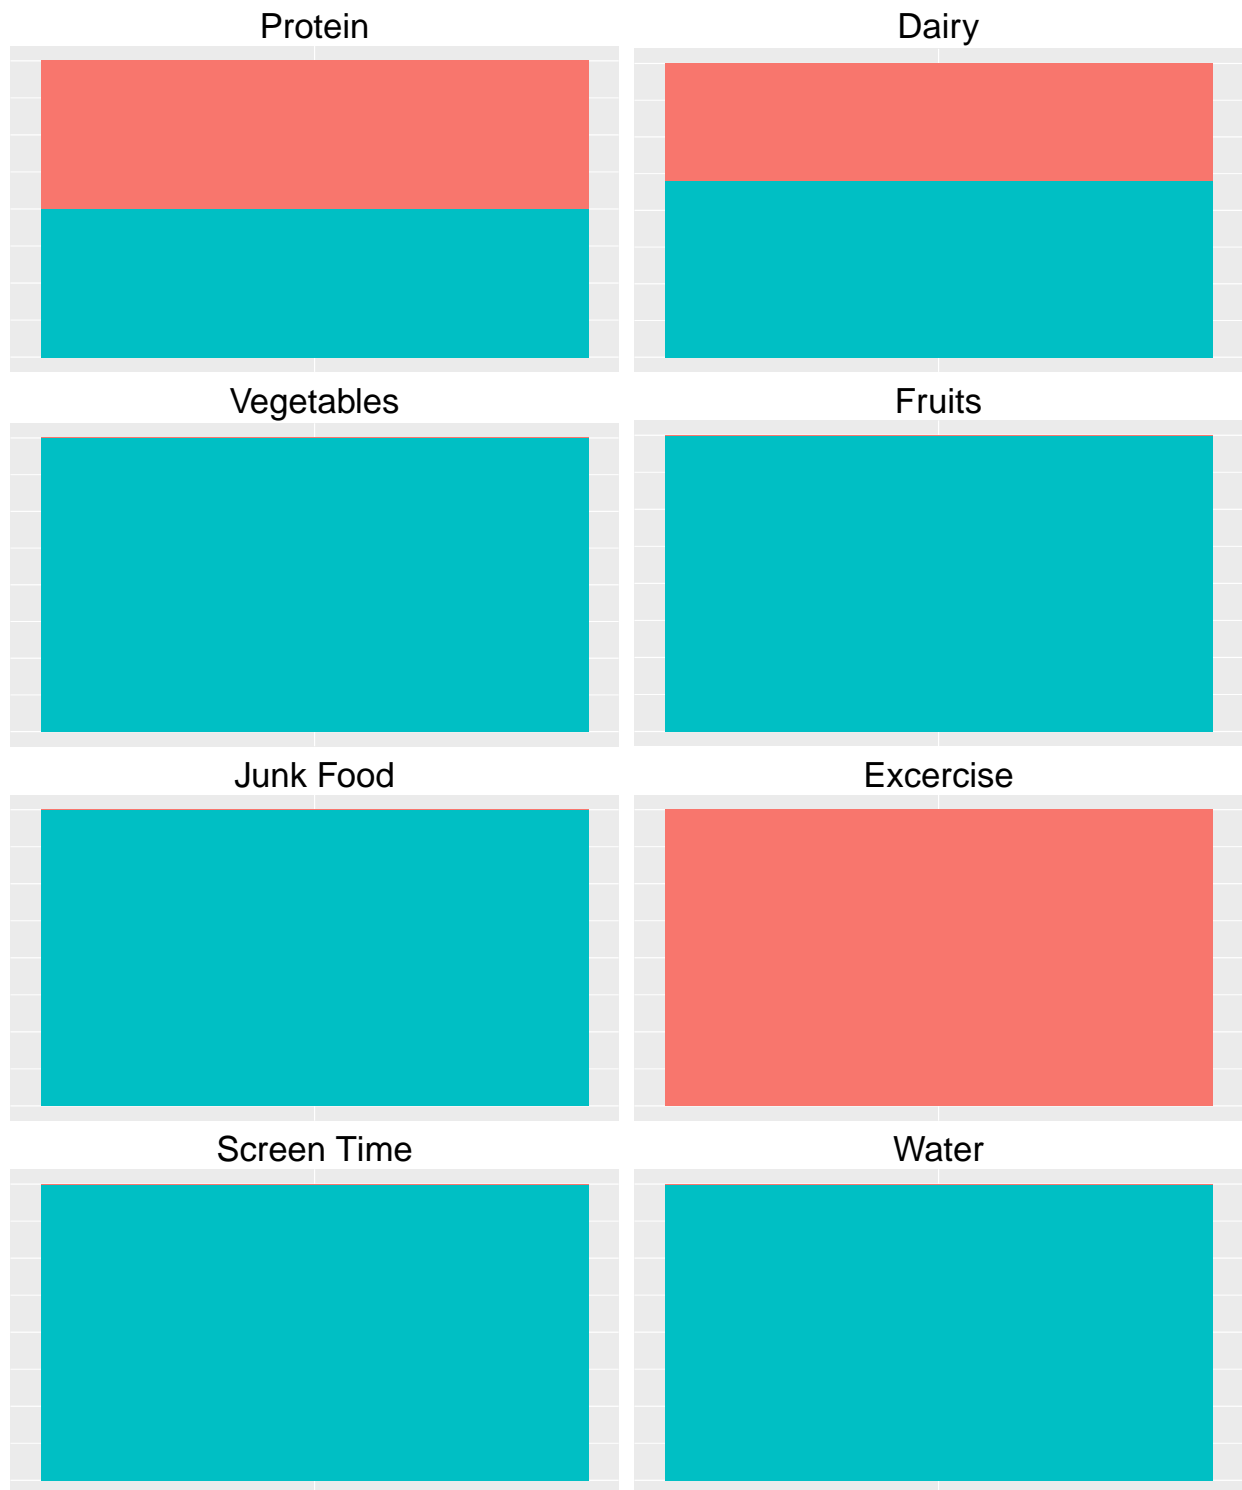 Protein
Dairy
Vegetables
Fruits
Junk Food
Excercise
Screen Time
Water